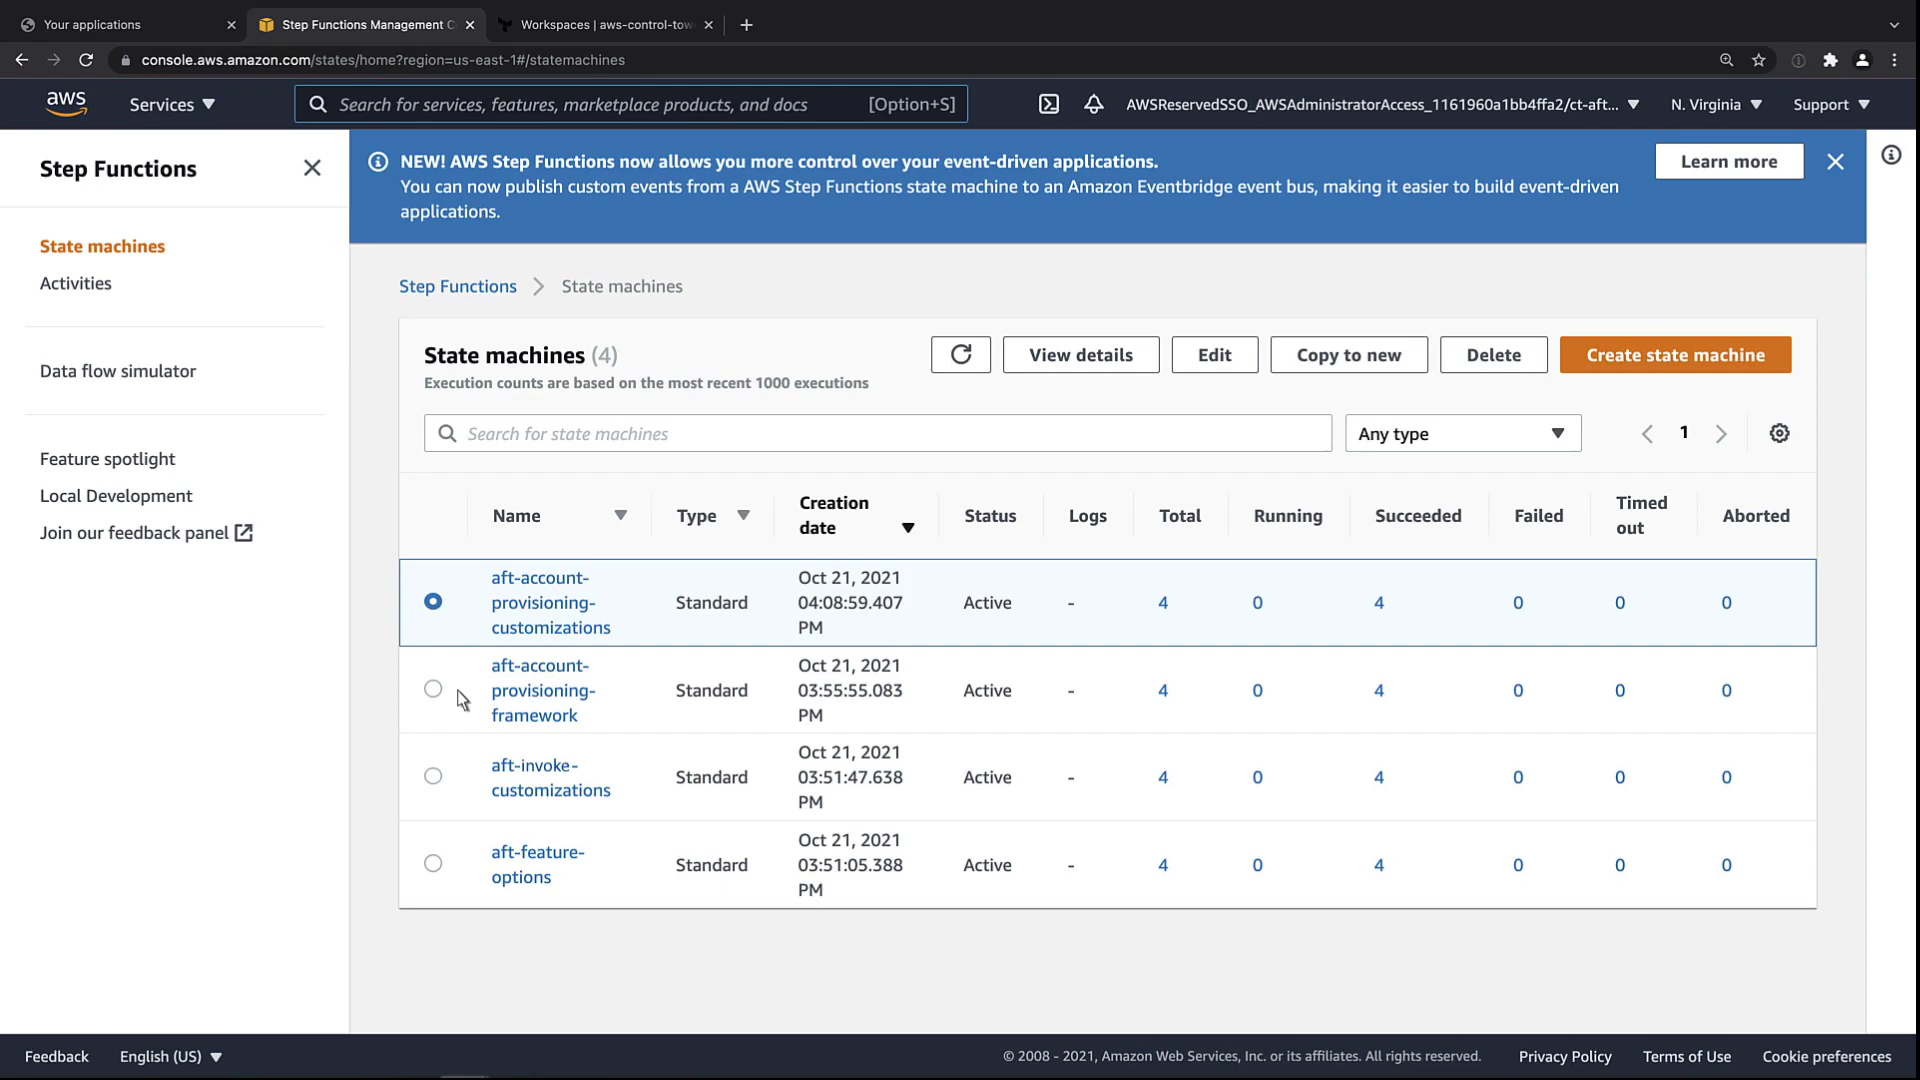 Your applications
Step Functions Management C
Workspaces | aws-control-tow
console.aws.amazon.com/states/home?region=us-east-1#/statemachines
aws
Services
Search for services, features, marketplace products, and docs
[Option+S]
AWSReservedSSO_AWSAdministratorAccess_1161960a1bb4ffa2/ct-aft...
N. Virginia
Support
Step Functions
State machines
Activities
Data flow simulator
Feature spotlight
Local Development
Join our feedback panel
NEW! AWS Step Functions now allows you more control over your event-driven applications.
You can now publish custom events from a AWS Step Functions state machine to an Amazon Eventbridge event bus, making it easier to build event-driven
applications.
Learn more
Step Functions
State machines
State machines (4)
Execution counts are based on the most recent 1000 executions
View details
Edit
Copy to new
Delete
Create state machine
Search for state machines
Any type
1
Name
Type
Creation
date
Status
Logs
Total
Running
Succeeded
Failed
Timed
out
Aborted
aft-account-
provisioning-
customizations
Standard
Oct 21, 2021
04:08:59.407
PM
Active
-
4
0
4
0
0
0
aft-account-
provisioning-
framework
Standard
Oct 21, 2021
03:55:55.083
PM
Active
-
4
0
4
0
0
0
aft-invoke-
customizations
Standard
Oct 21, 2021
03:51:47.638
PM
Active
-
4
0
4
0
0
0
aft-feature-
options
Standard
Oct 21, 2021
03:51:05.388
PM
Active
-
4
0
4
0
0
0
Feedback
English (US)
© 2008 - 2021, Amazon Web Services, Inc. or its affiliates. All rights reserved.
Privacy Policy
Terms of Use
Cookie preferences